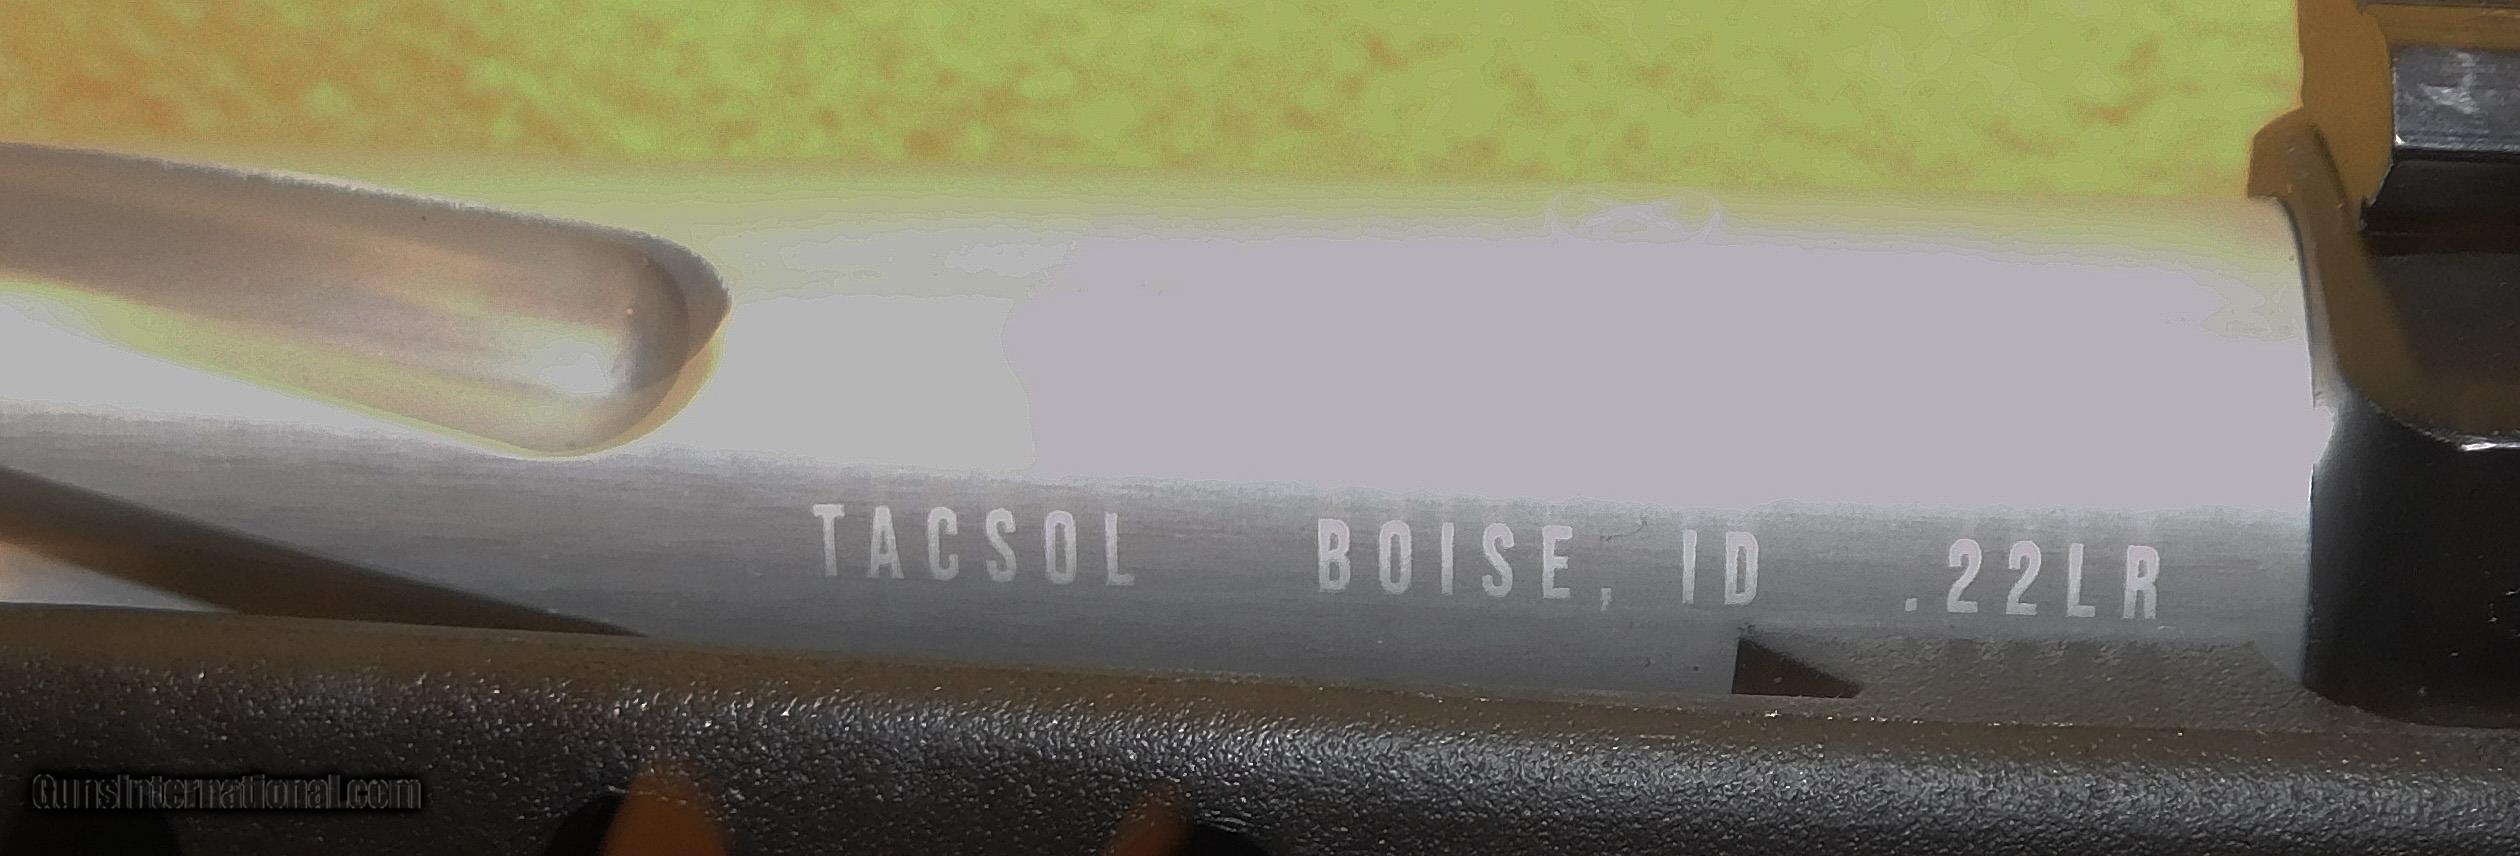 TACSOL BOISE, ID .22LR
GunsInternational.com